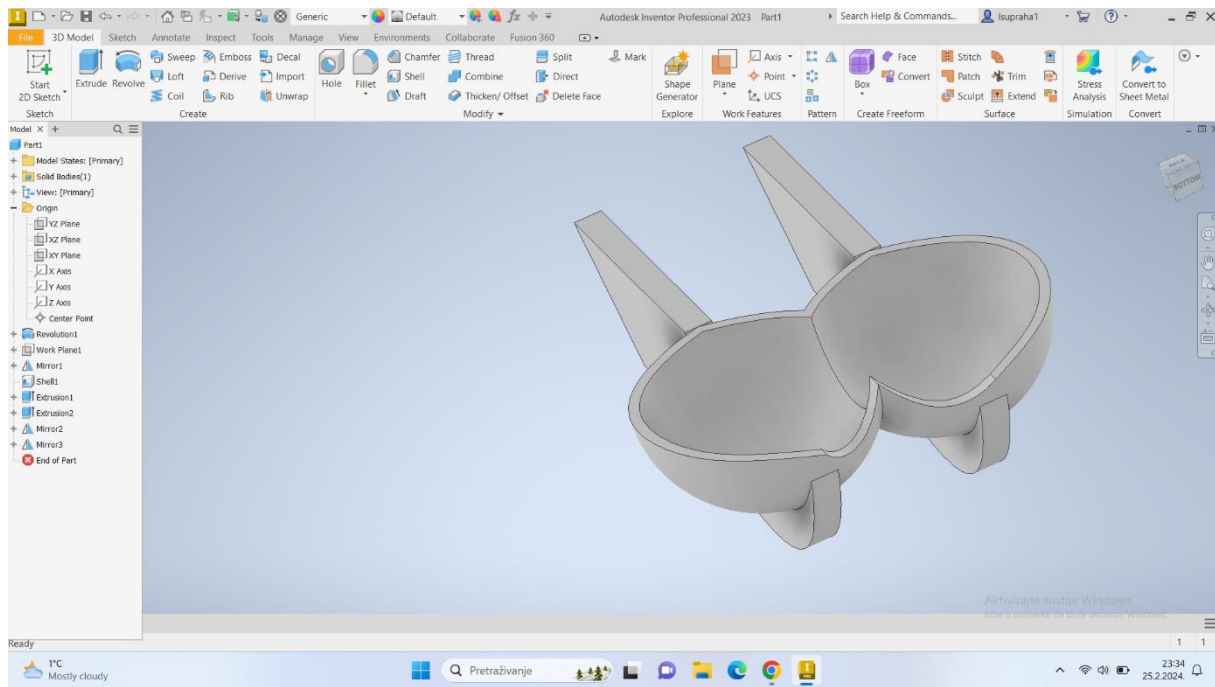 Generic
Default
Autodesk Inventor Professional 2023 Part1
Search Help & Commands...
lsupraha1
File 3D Model Sketch Annotate Inspect Tools Manage View Environments Collaborate Fusion 360
Start
2D Sketch
Extrude Revolve
Sweep Emboss Decal
Loft Derive Import
Coil Rib Unwrap
Hole Fillet
Chamfer Thread Split
Shell Combine Direct
Draft Thicken/ Offset Delete Face
Mark
Shape
Generator
Plane
Axis
Point
UCS
Box
Face
Convert
Stitch
Patch Trim
Sculpt Extend
Stress
Analysis
Convert to
Sheet Metal
Sketch Create Modify Explore Work Features Pattern Create Freeform Surface Simulation Convert
Model
Part1
Model States: [Primary]
Solid Bodies(1)
View: [Primary]
Origin
YZ Plane
XZ Plane
XY Plane
X Axis
Y Axis
Z Axis
Center Point
Revolution1
Work Plane1
Mirror1
Shell1
Extrusion1
Extrusion2
Mirror2
Mirror3
End of Part
BACK
BOTTOM
Aktivirajte sustav Windows
Ready
1 1
1°C
Mostly cloudy
Pretraživanje
23:34
25.2.2024.